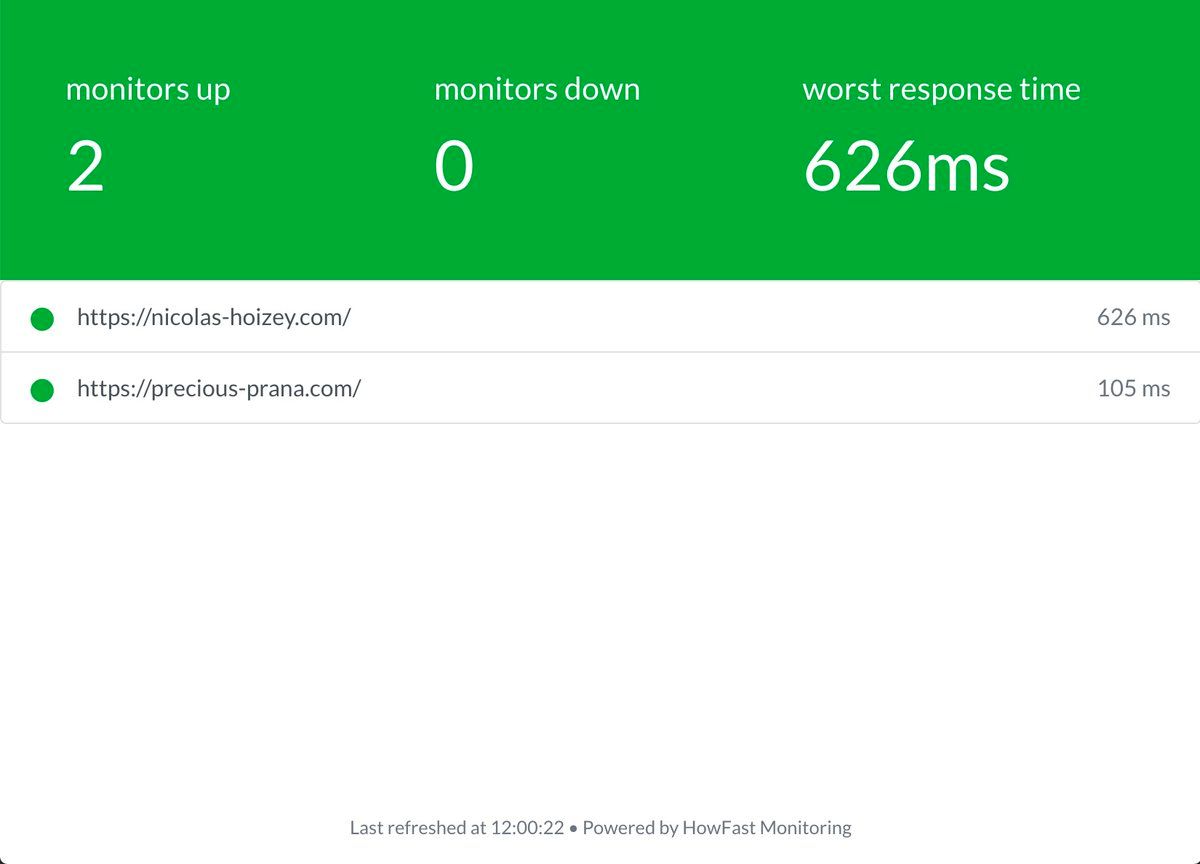 monitors up
2
monitors down
0
worst response time
626ms
https://nicolas-hoizey.com/ 626 ms
https://precious-prana.com/ 105 ms
Last refreshed at 12:00:22 • Powered by HowFast Monitoring